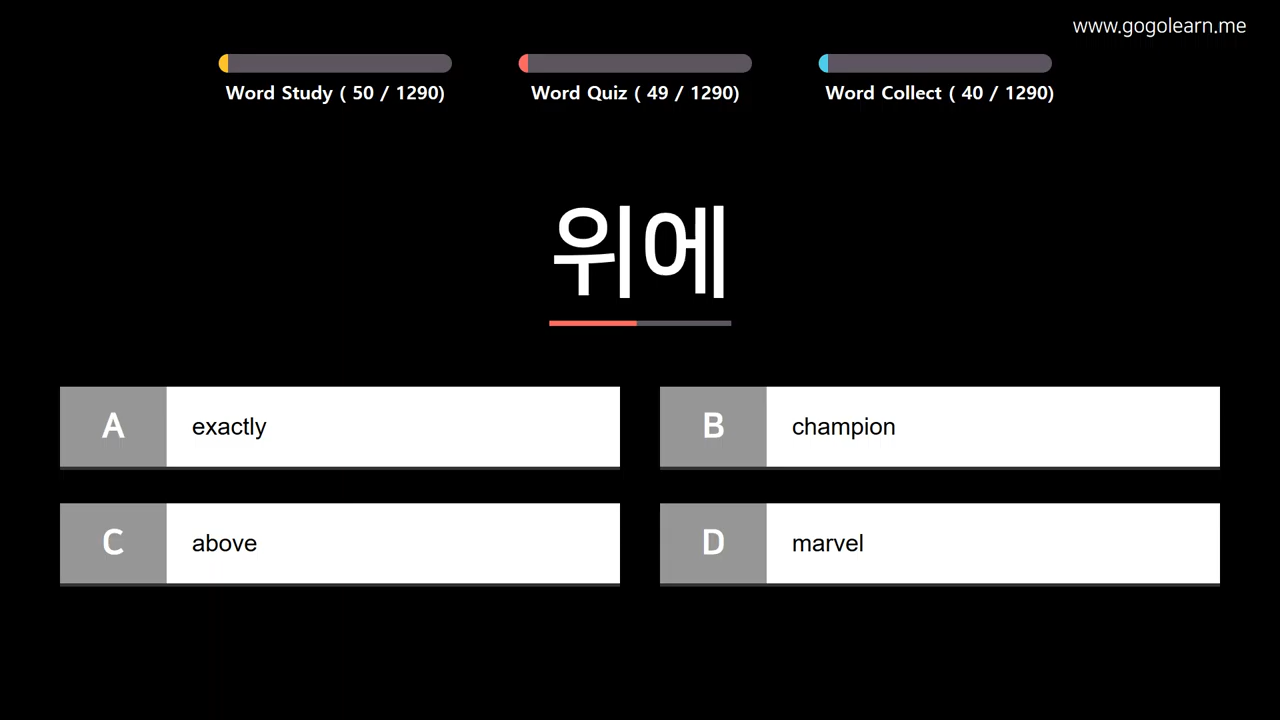 www.gogolearn.me
Word Study ( 50 / 1290)
Word Quiz ( 49 / 1290)
Word Collect ( 40 / 1290)
위에
A exactly
B champion
C above
D marvel